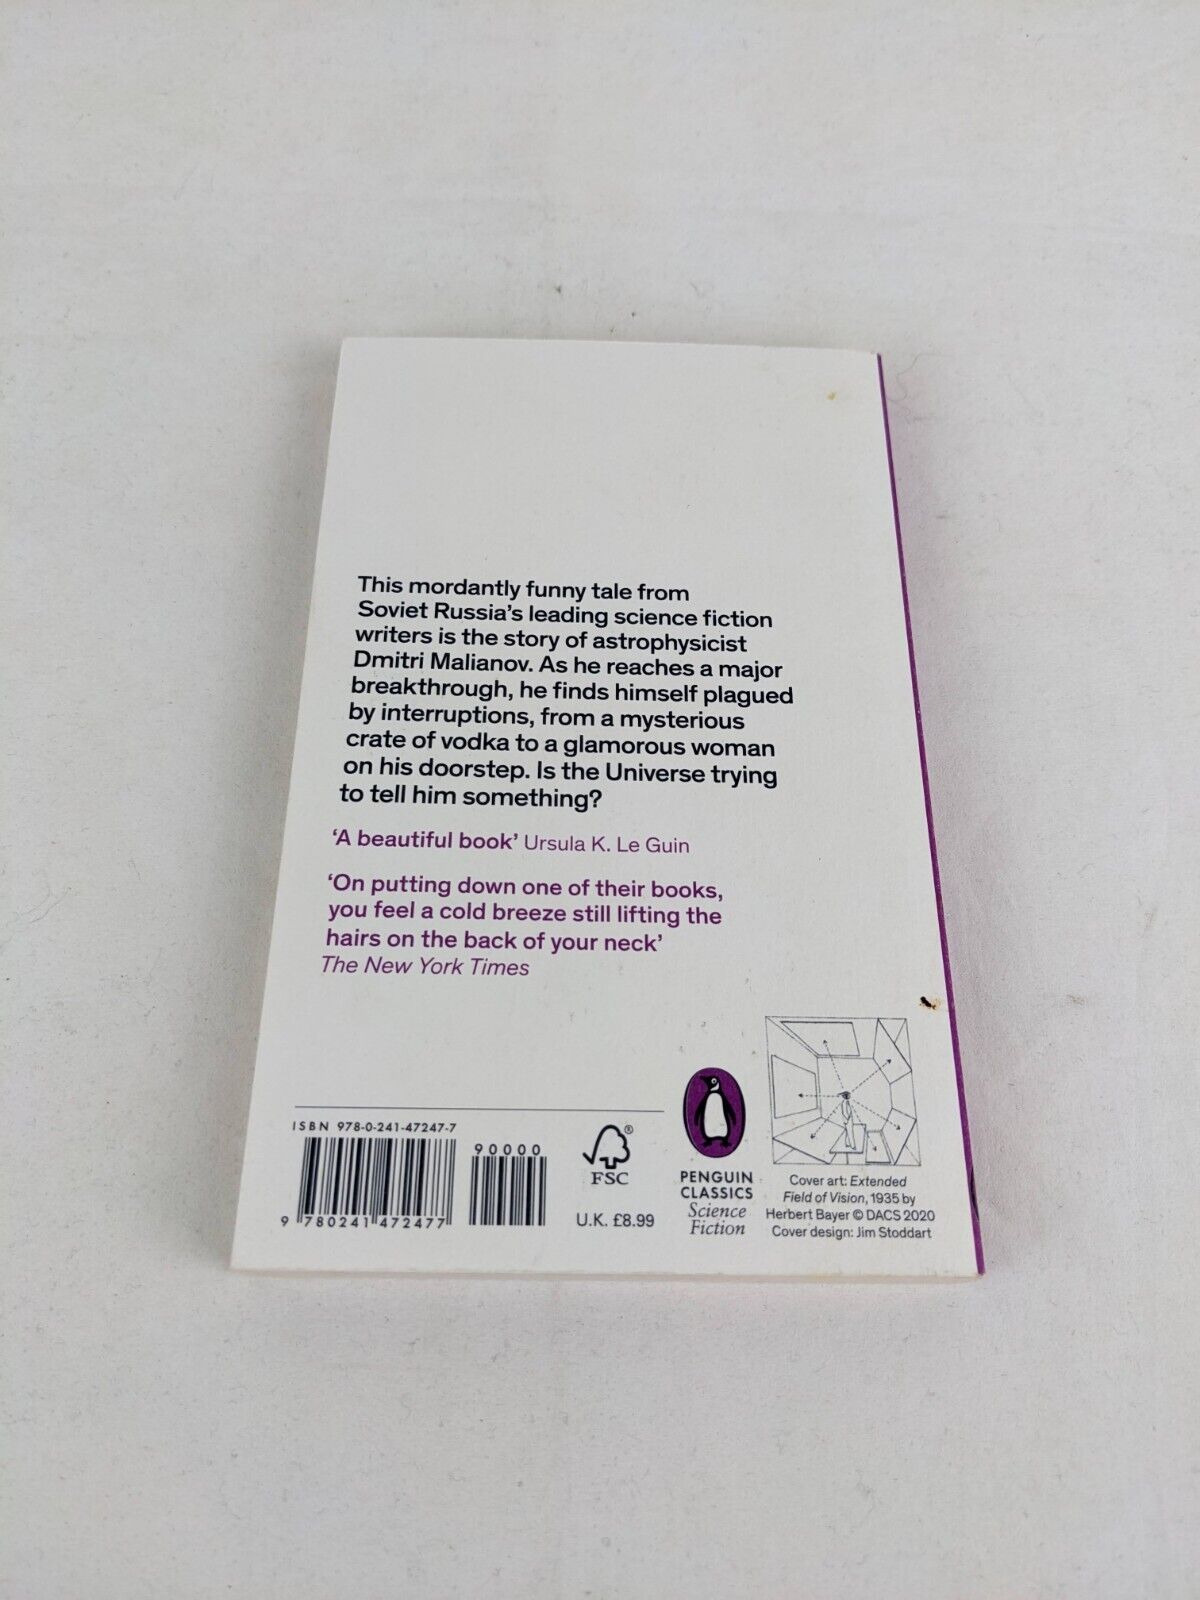 This mordantly funny tale from
Soviet Russia's leading science fiction
writers is the story of astrophysicist
Dmitri Malianov. As he reaches a major
breakthrough, he finds himself plagued
by interruptions, from a mysterious
crate of vodka to a glamorous woman
on his doorstep. Is the Universe trying
to tell him something?
'A beautiful book' Ursula K. Le Guin
'On putting down one of their books,
you feel a cold breeze still lifting the
hairs on the back of your neck'
The New York Times
ISBN 978-0-241-47247-7
90000
9 780241 472477
FSC
®
U.K. £8.99
PENGUIN
CLASSICS
Science
Fiction
Cover art: Extended
Field of Vision, 1935 by
Herbert Bayer © DACS 2020
Cover design: Jim Stoddart